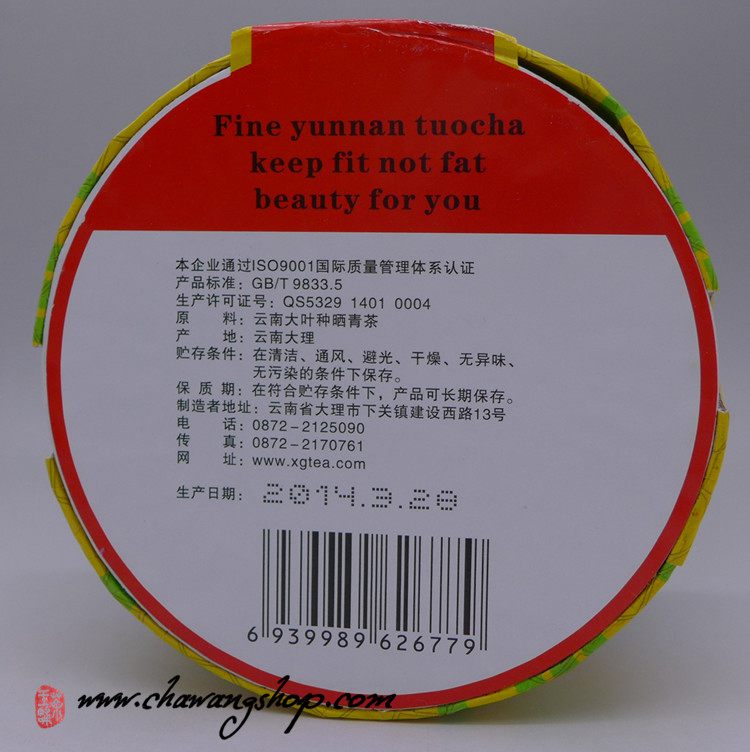 Fine yunnan tuocha
keep fit not fat
beauty for you
本企业通过ISO9001国际质量管理体系认证
产品标准：GB/T 9833.5
生产许可证号：QS5329 1401 0004
原 料：云南大叶种晒青茶
产 地：云南大理
贮存条件：在清洁、通风、避光、干燥、无异味、
无污染的条件下保存。
保 质 期：在符合贮存条件下，产品可长期保存。
制造者地址：云南省大理市下关镇建设西路13号
电 话：0872-2125090
传 真：0872-2170761
网 址：www.xgtea.com
生产日期：2014.3.28
6 939989 626779
www.chawangshop.com